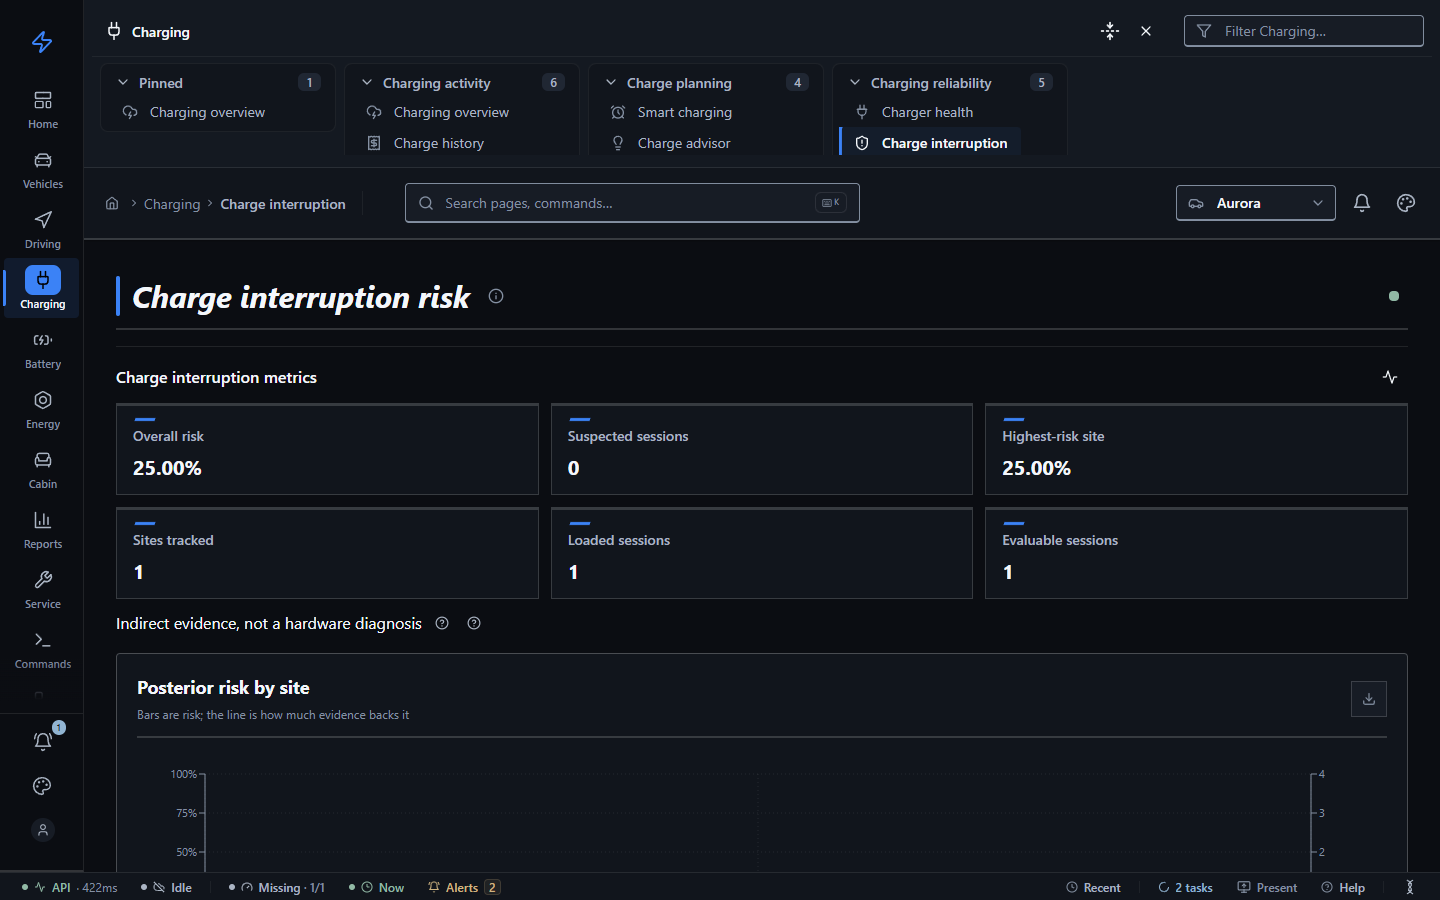 Charging
Filter Charging...
Pinned 1
Charging overview
Charging activity 6
Charging overview
Charge history
Charge planning 4
Smart charging
Charge advisor
Charging reliability 5
Charger health
Charge interruption
Home
Vehicles
Driving
Charging
Battery
Energy
Cabin
Reports
Service
Commands
1
Charging > Charge interruption
Search pages, commands...
K
Aurora
Charge interruption risk
Charge interruption metrics
Overall risk
25.00%
Suspected sessions
0
Highest-risk site
25.00%
Sites tracked
1
Loaded sessions
1
Evaluable sessions
1
Indirect evidence, not a hardware diagnosis
Posterior risk by site
Bars are risk; the line is how much evidence backs it
100%
75%
50%
4
3
2
API · 422ms
Idle
Missing · 1/1
Now
Alerts 2
Recent
2 tasks
Present
Help